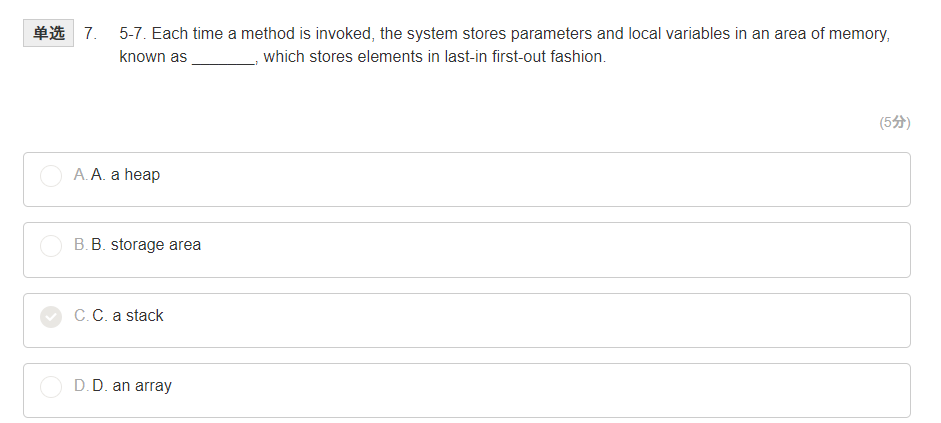 单选 7. 5-7. Each time a method is invoked, the system stores parameters and local variables in an area of memory,
known as _______, which stores elements in last-in first-out fashion.
(5分)
A. A. a heap
B. B. storage area
C. C. a stack
D. D. an array